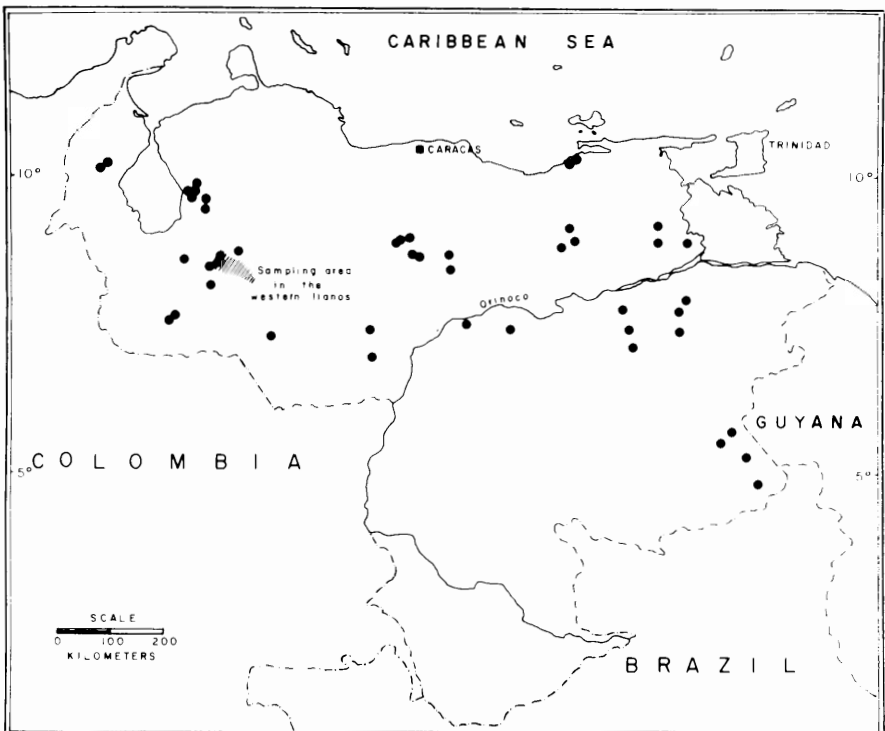 CARIBBEAN SEA
CARACAS
TRINIDAD
10°
10°
Sampling area
in the
western llanos
Orinoco
GUYANA
COLOMBIA
5°
5°
SCALE
0 100 200
KILOMETERS
BRAZIL